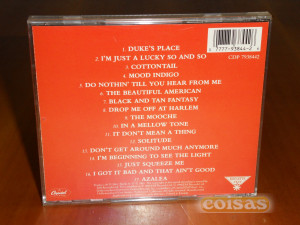 7777-93844-2
CDP 7938442
1 DUKE'S PLACE
2 I'M JUST A LUCKY SO AND SO
3 COTTONTAIL
4 MOOD INDIGO
5 DO NOTHIN' TILL YOU HEAR FROM ME
6 THE BEAUTIFUL AMERICAN
7 BLACK AND TAN FANTASY
8 DROP ME OFF AT HARLEM
9 THE MOOCHE
10 IN A MELLOW TONE
11 IT DON'T MEAN A THING
12 SOLITUDE
13 DON'T GET AROUND MUCH ANYMORE
14 I'M BEGINNING TO SEE THE LIGHT
15 JUST SQUEEZE ME
16 I GOT IT BAD AND THAT AIN'T GOOD
17 AZALEA
Capitol
coisas